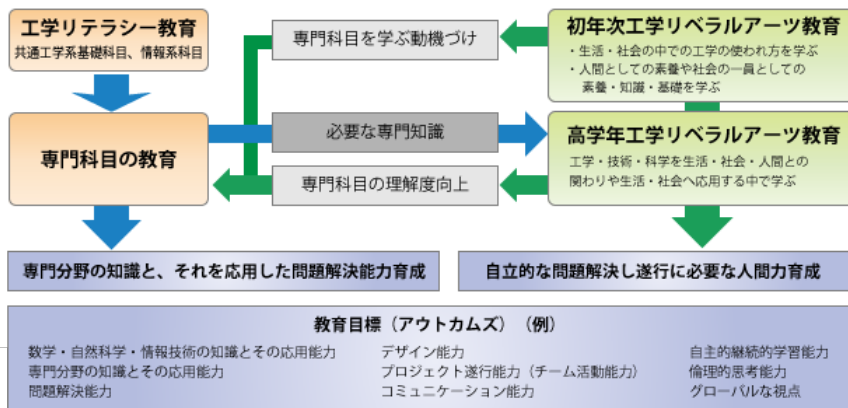 工学リテラシー教育
共通工学系基礎科目、情報系科目
専門科目を学ぶ動機づけ
初年次工学リベラルアーツ教育
・生活・社会の中での工学の使われ方を学ぶ
・人間としての素養や社会の一員としての
素養・知識・基礎を学ぶ
専門科目の教育
必要な専門知識
専門科目の理解度向上
高学年工学リベラルアーツ教育
工学・技術・科学を生活・社会・人間との
関わりや生活・社会へ応用する中で学ぶ
専門分野の知識と、それを応用した問題解決能力育成
自立的な問題解決し遂行に必要な人間力育成
教育目標（アウトカムズ）（例）
数学・自然科学・情報技術の知識とその応用能力
専門分野の知識とその応用能力
問題解決能力
デザイン能力
プロジェクト遂行能力（チーム活動能力）
コミュニケーション能力
自主的継続的学習能力
倫理的思考能力
グローバルな視点